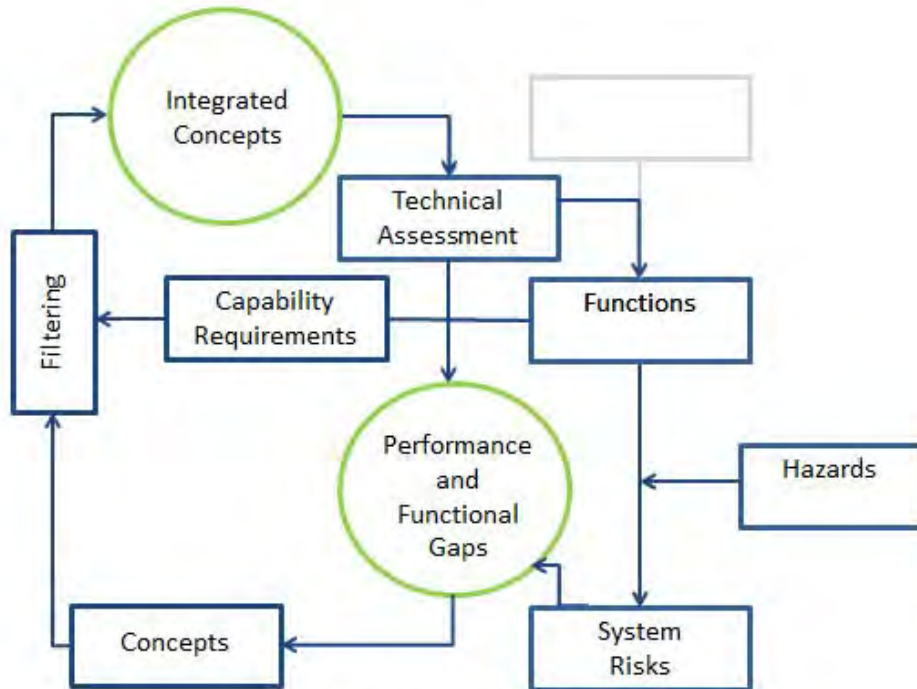 Integrated
Concepts
Technical
Assessment
Filtering
Capability
Requirements
Functions
Performance
and
Functional
Gaps
Hazards
Concepts
System
Risks